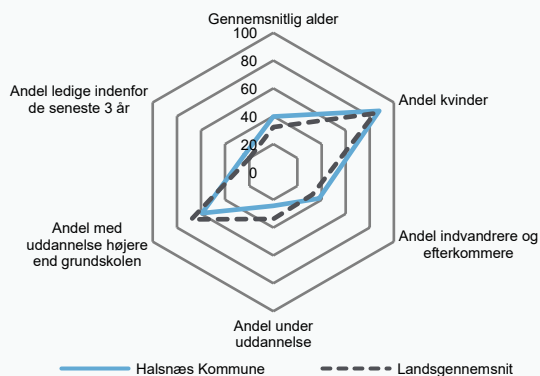 Gennemsnitlig alder
100
80
60
40
20
0
Andel kvinder
Andel indvandrere og
efterkommere
Andel under
uddannelse
Andel med
uddannelse højere
end grundskolen
Andel ledige indenfor
de seneste 3 år
Halsnæs Kommune
Landsgennemsnit